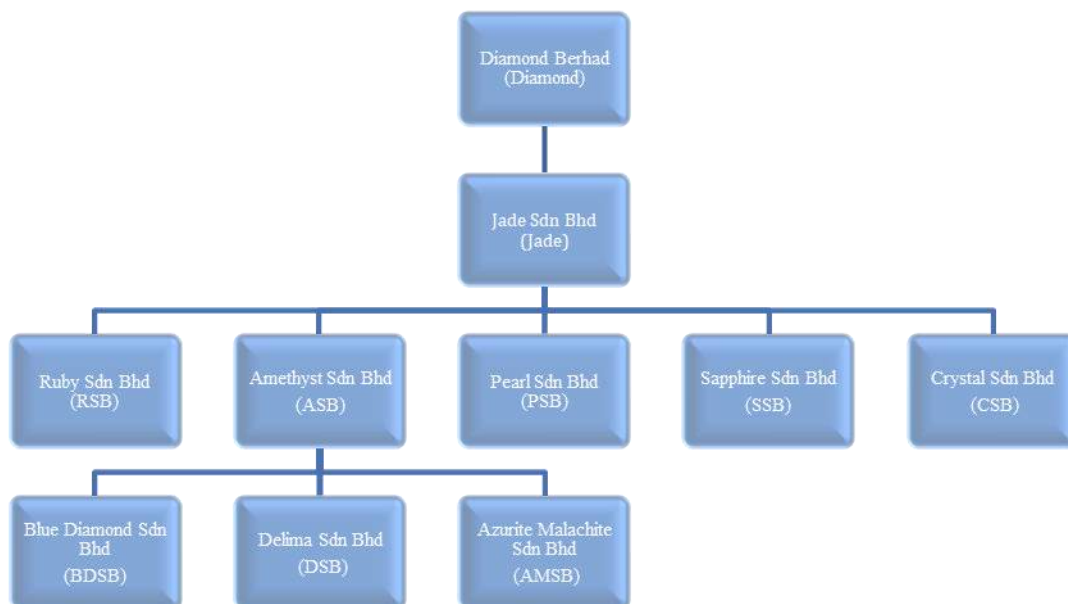 Diamond Berhad
(Diamond)
Jade Sdn Bhd
(Jade)
Ruby Sdn Bhd
(RSB)
Amethyst Sdn Bhd
(ASB)
Pearl Sdn Bhd
(PSB)
Sapphire Sdn Bhd
(SSB)
Crystal Sdn Bhd
(CSB)
Blue Diamond Sdn
Bhd
(BDSB)
Delima Sdn Bhd
(DSB)
Azurite Malachite
Sdn Bhd
(AMSB)